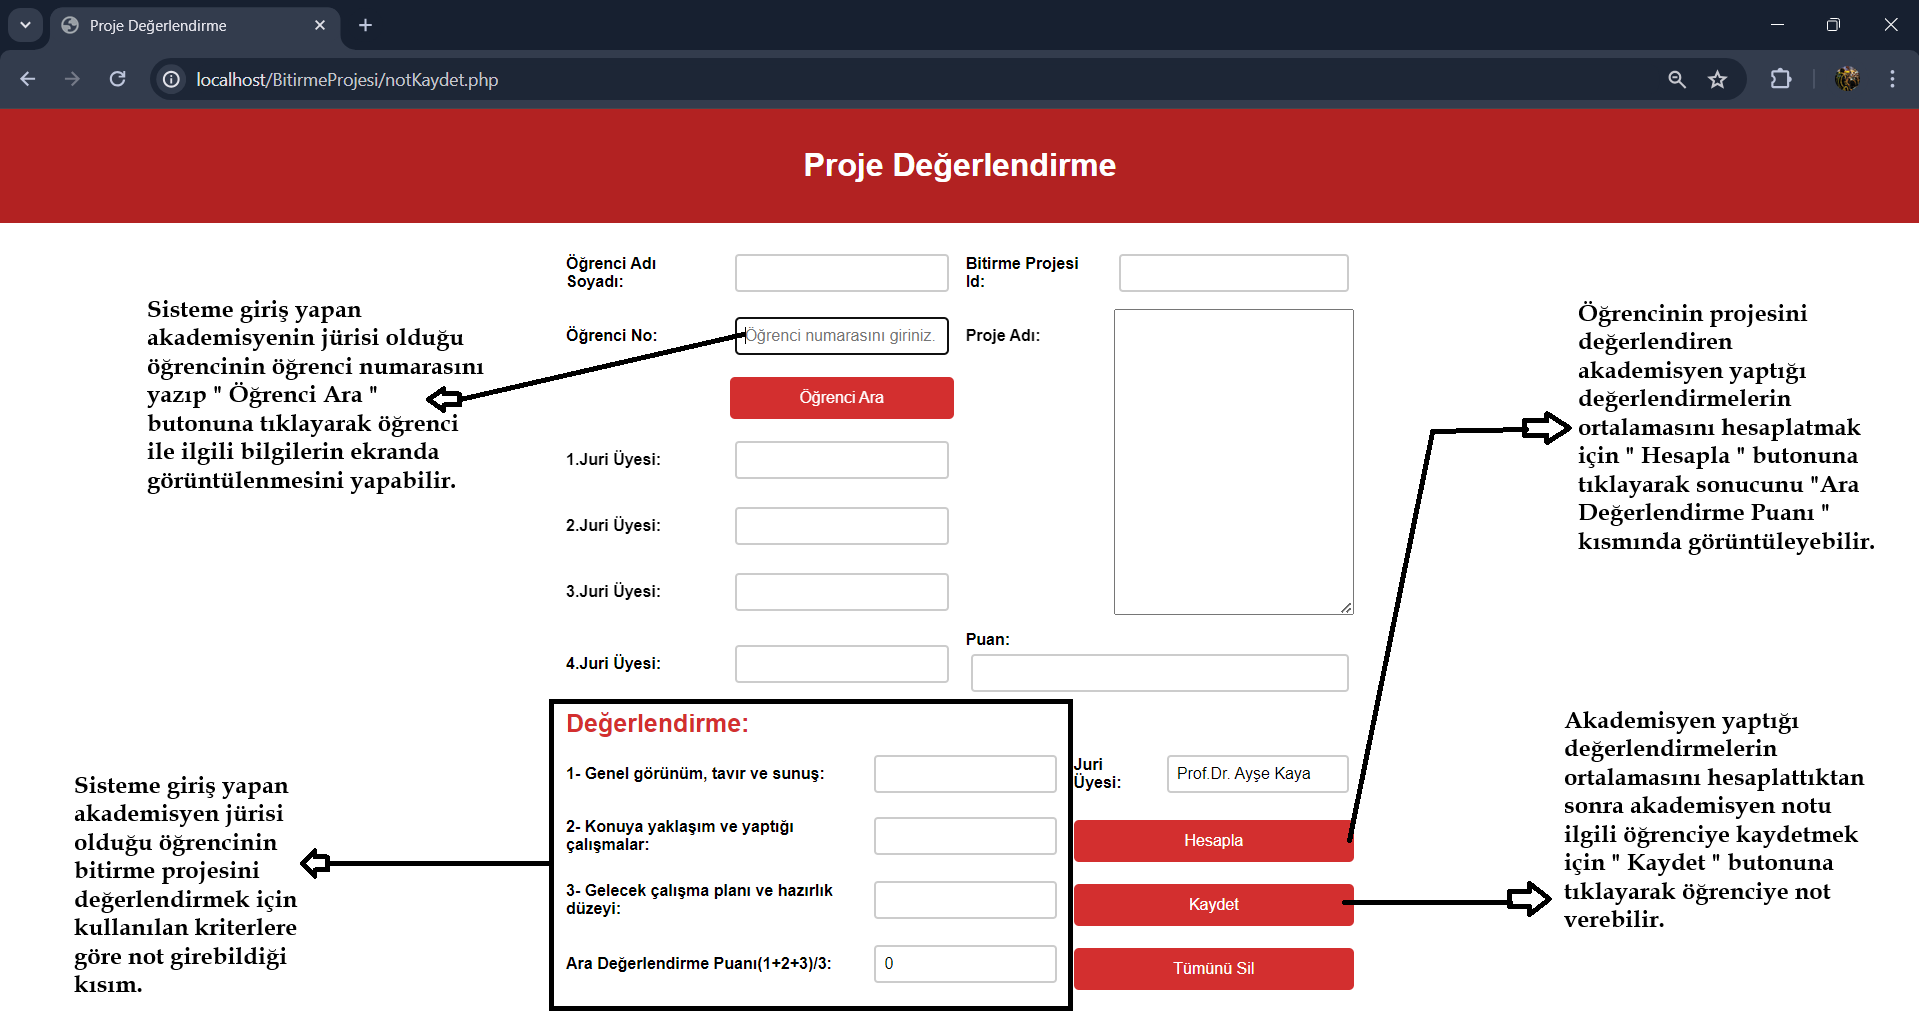 Proje Değerlendirme
localhost/BitirmeProjesi/notKaydet.php
Proje Değerlendirme
Öğrenci Adı
Soyadı:
Bitirme Projesi
Id:
Öğrenci No:
Öğrenci numarasını giriniz.
Proje Adı:
Öğrenci Ara
1.Juri Üyesi:
2.Juri Üyesi:
3.Juri Üyesi:
4.Juri Üyesi:
Puan:
Sisteme giriş yapan
akademisyenin jürisi olduğu
öğrencinin öğrenci numarasını
yazıp " Öğrenci Ara "
butonuna tıklayarak öğrenci
ile ilgili bilgilerin ekranda
görüntülenmesini yapabilir.
Öğrencinin projesini
değerlendiren
akademisyen yaptığı
değerlendirmelerin
ortalamasını hesaplatmak
için " Hesapla " butonuna
tıklayarak sonucunu "Ara
Değerlendirme Puanı "
kısmında görüntüleyebilir.
Değerlendirme:
1- Genel görünüm, tavır ve sunuş:
2- Konuya yaklaşım ve yaptığı
çalışmalar:
3- Gelecek çalışma planı ve hazırlık
düzeyi:
Ara Değerlendirme Puanı(1+2+3)/3:
0
Juri
Üyesi:
Prof.Dr. Ayşe Kaya
Hesapla
Kaydet
Tümünü Sil
Sisteme giriş yapan
akademisyen jürisi
olduğu öğrencinin
bitirme projesini
değerlendirmek için
kullanılan kriterlere
göre not girebildiği
kısım.
Akademisyen yaptığı
değerlendirmelerin
ortalamasını hesaplattıktan
sonra akademisyen notu
ilgili öğrenciye kaydetmek
için " Kaydet " butonuna
tıklayarak öğrenciye not
verebilir.